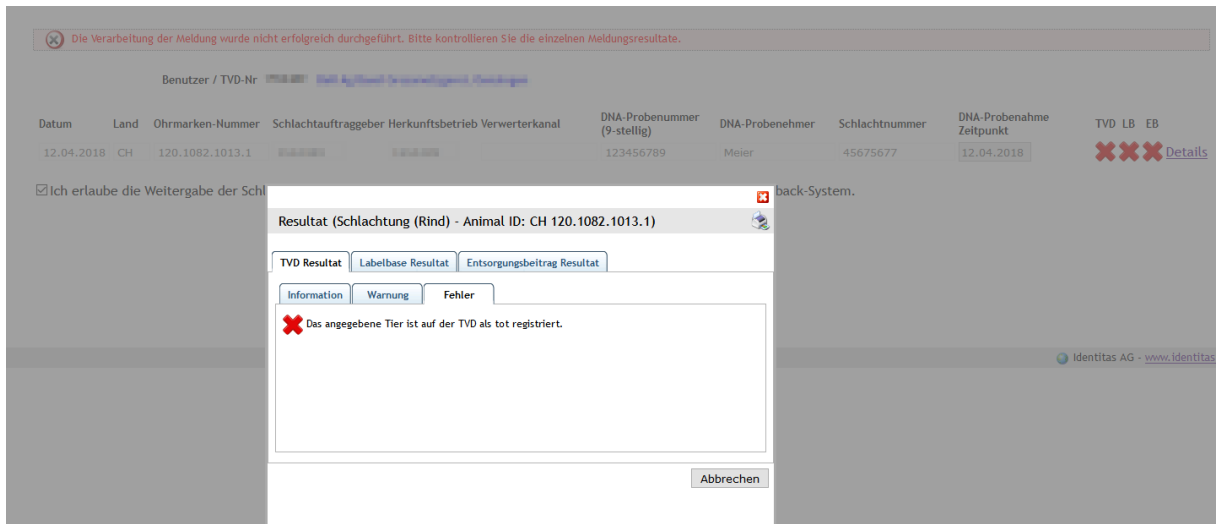 Die Verarbeitung der Meldung wurde nicht erfolgreich durchgeführt. Bitte kontrollieren Sie die einzelnen Meldungsresultate.
Benutzer / TVD-Nr
Datum Land Ohrmarken-Nummer Schlachtauftraggeber Herkunftsbetrieb Verwerterkanal DNA-Probenummer (9-stellig) DNA-Probenehmer Schlachtnummer DNA-Probenahme Zeitpunkt TVD LB EB
12.04.2018 CH 120.1082.1013.1 123456789 Meier 45675677 12.04.2018 Details
Ich erlaube die Weitergabe der Schl back-System.
Resultat (Schlachtung (Rind) - Animal ID: CH 120.1082.1013.1)
TVD Resultat Labelbase Resultat Entsorgungsbeitrag Resultat
Information Warnung Fehler
Das angegebene Tier ist auf der TVD als tot registriert.
Identitas AG - www.identitas
Abbrechen